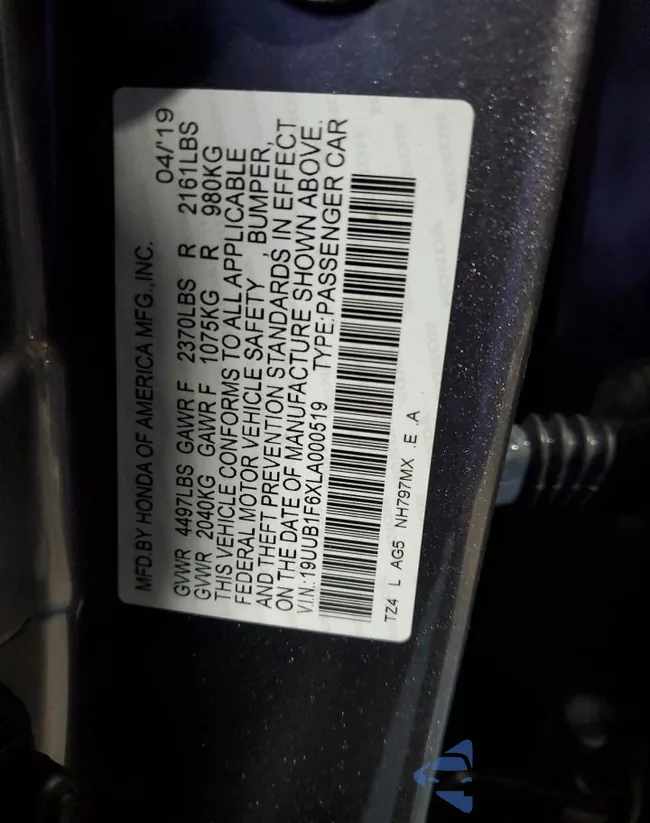 MFD.BY HONDA OF AMERICA MFG.,INC. 04/'19
GVWR 4497LBS GAWR F 2370LBS R 2161LBS
GVWR 2040KG GAWR F 1075KG R 980KG
THIS VEHICLE CONFORMS TO ALL APPLICABLE
FEDERAL MOTOR VEHICLE SAFETY , BUMPER,
AND THEFT PREVENTION STANDARDS IN EFFECT
ON THE DATE OF MANUFACTURE SHOWN ABOVE.
V.I.N.:19UUB1F6XLA000519 TYPE:PASSENGER CAR
TZ4 L AG5 NH797MX .E .A